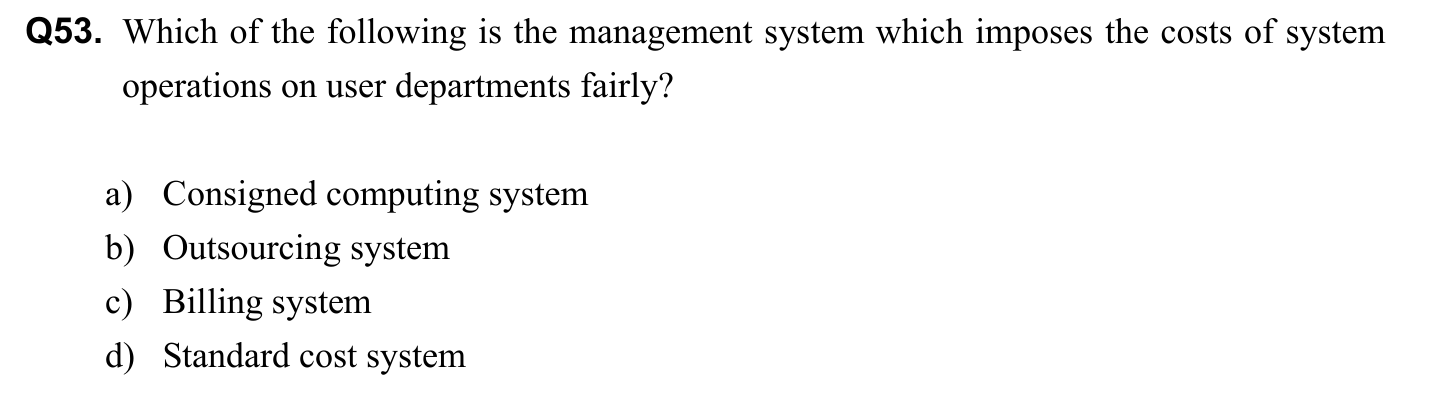 Q53. Which of the following is the management system which imposes the costs of system
operations on user departments fairly?
a) Consigned computing system
b) Outsourcing system
c) Billing system
d) Standard cost system